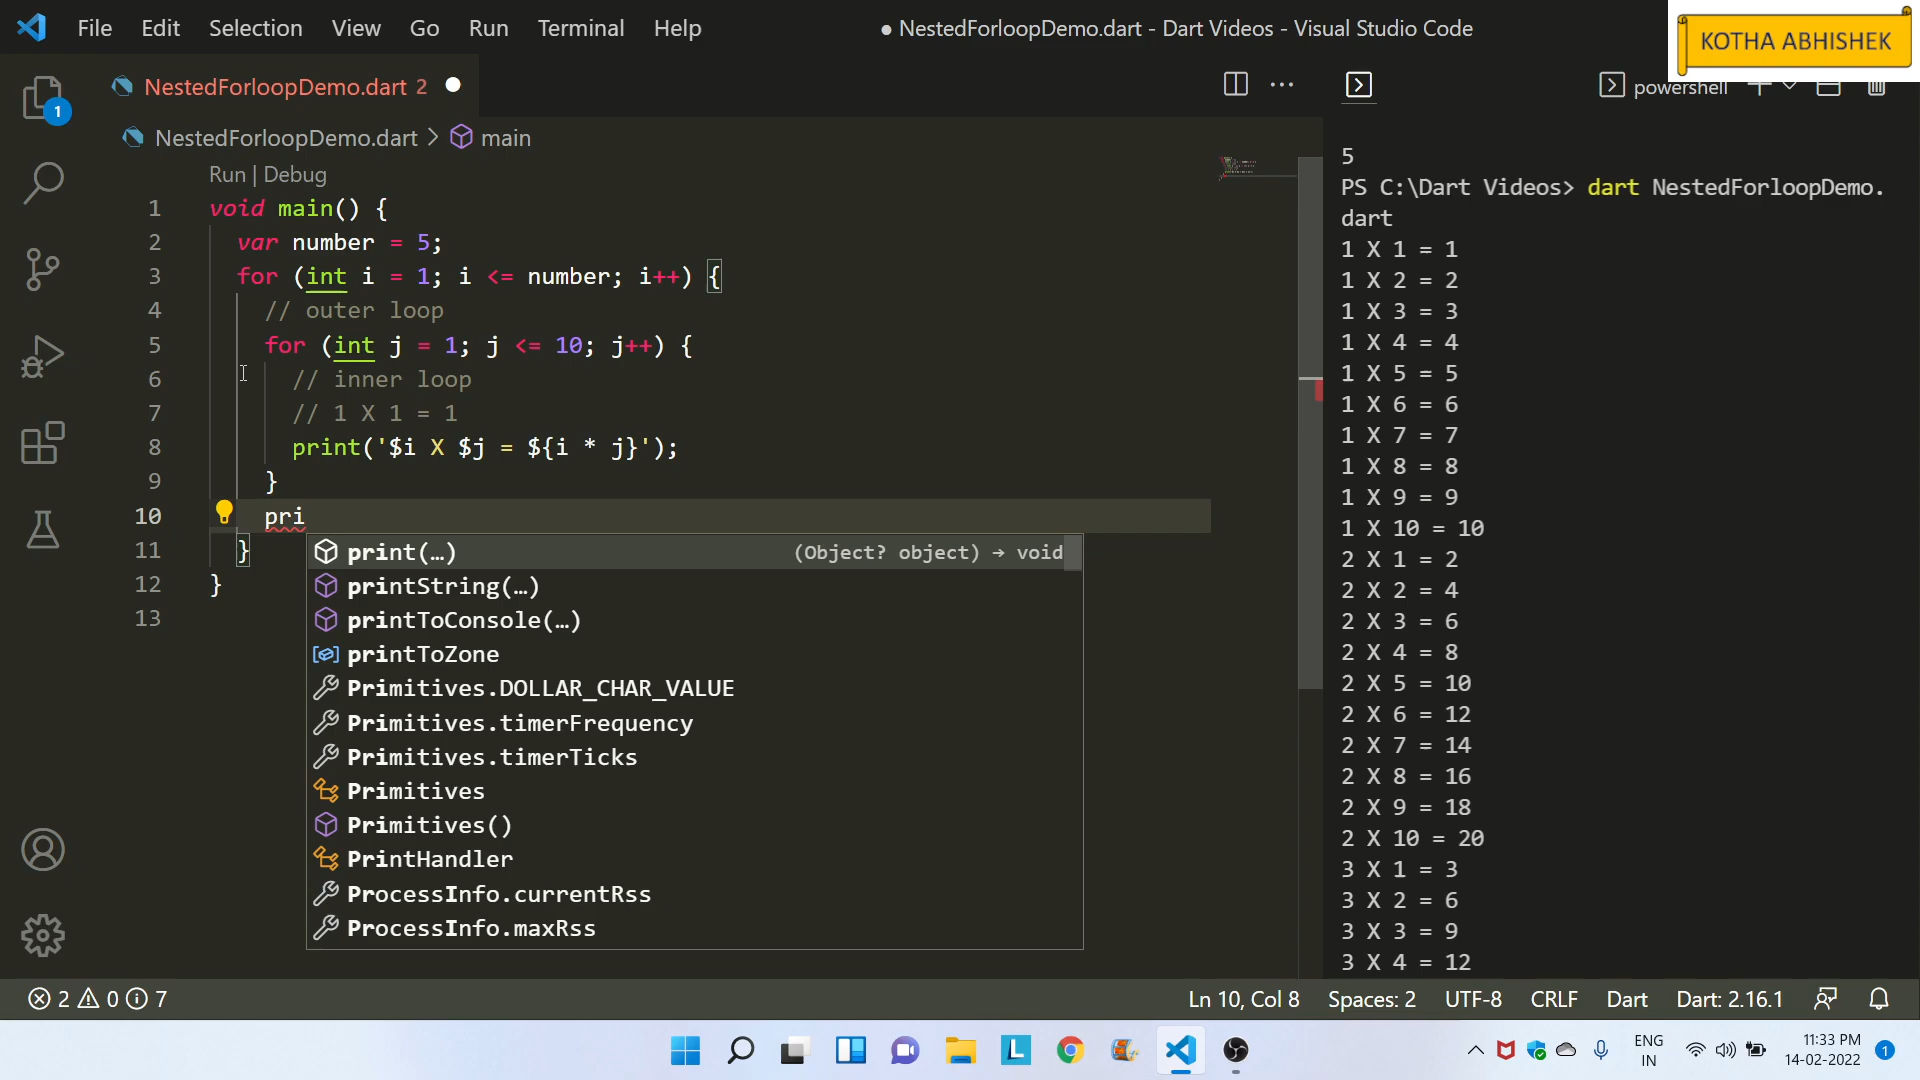 File Edit Selection View Go Run Terminal Help
● NestedForloopDemo.dart - Dart Videos - Visual Studio Code
KOTHA ABHISHEK
1
NestedForloopDemo.dart 2
powershell
NestedForloopDemo.dart > main
Run | Debug
1 void main() {
2 var number = 5;
3 for (int i = 1; i <= number; i++) {
4 // outer loop
5 for (int j = 1; j <= 10; j++) {
6 // inner loop
7 // 1 X 1 = 1
8 print('$i X $j = ${i * j}');
9 }
10 pri
11 }
12 }
13
print(…) (Object? object) → void
printString(…)
printToConsole(…)
printToZone
Primitives.DOLLAR_CHAR_VALUE
Primitives.timerFrequency
Primitives.timerTicks
Primitives
Primitives()
PrintHandler
ProcessInfo.currentRss
ProcessInfo.maxRss
5
PS C:\Dart Videos> dart NestedForloopDemo.
dart
1 X 1 = 1
1 X 2 = 2
1 X 3 = 3
1 X 4 = 4
1 X 5 = 5
1 X 6 = 6
1 X 7 = 7
1 X 8 = 8
1 X 9 = 9
1 X 10 = 10
2 X 1 = 2
2 X 2 = 4
2 X 3 = 6
2 X 4 = 8
2 X 5 = 10
2 X 6 = 12
2 X 7 = 14
2 X 8 = 16
2 X 9 = 18
2 X 10 = 20
3 X 1 = 3
3 X 2 = 6
3 X 3 = 9
3 X 4 = 12
2 0 7
Ln 10, Col 8 Spaces: 2 UTF-8 CRLF Dart Dart: 2.16.1
L
ENG
IN
11:33 PM
14-02-2022
1